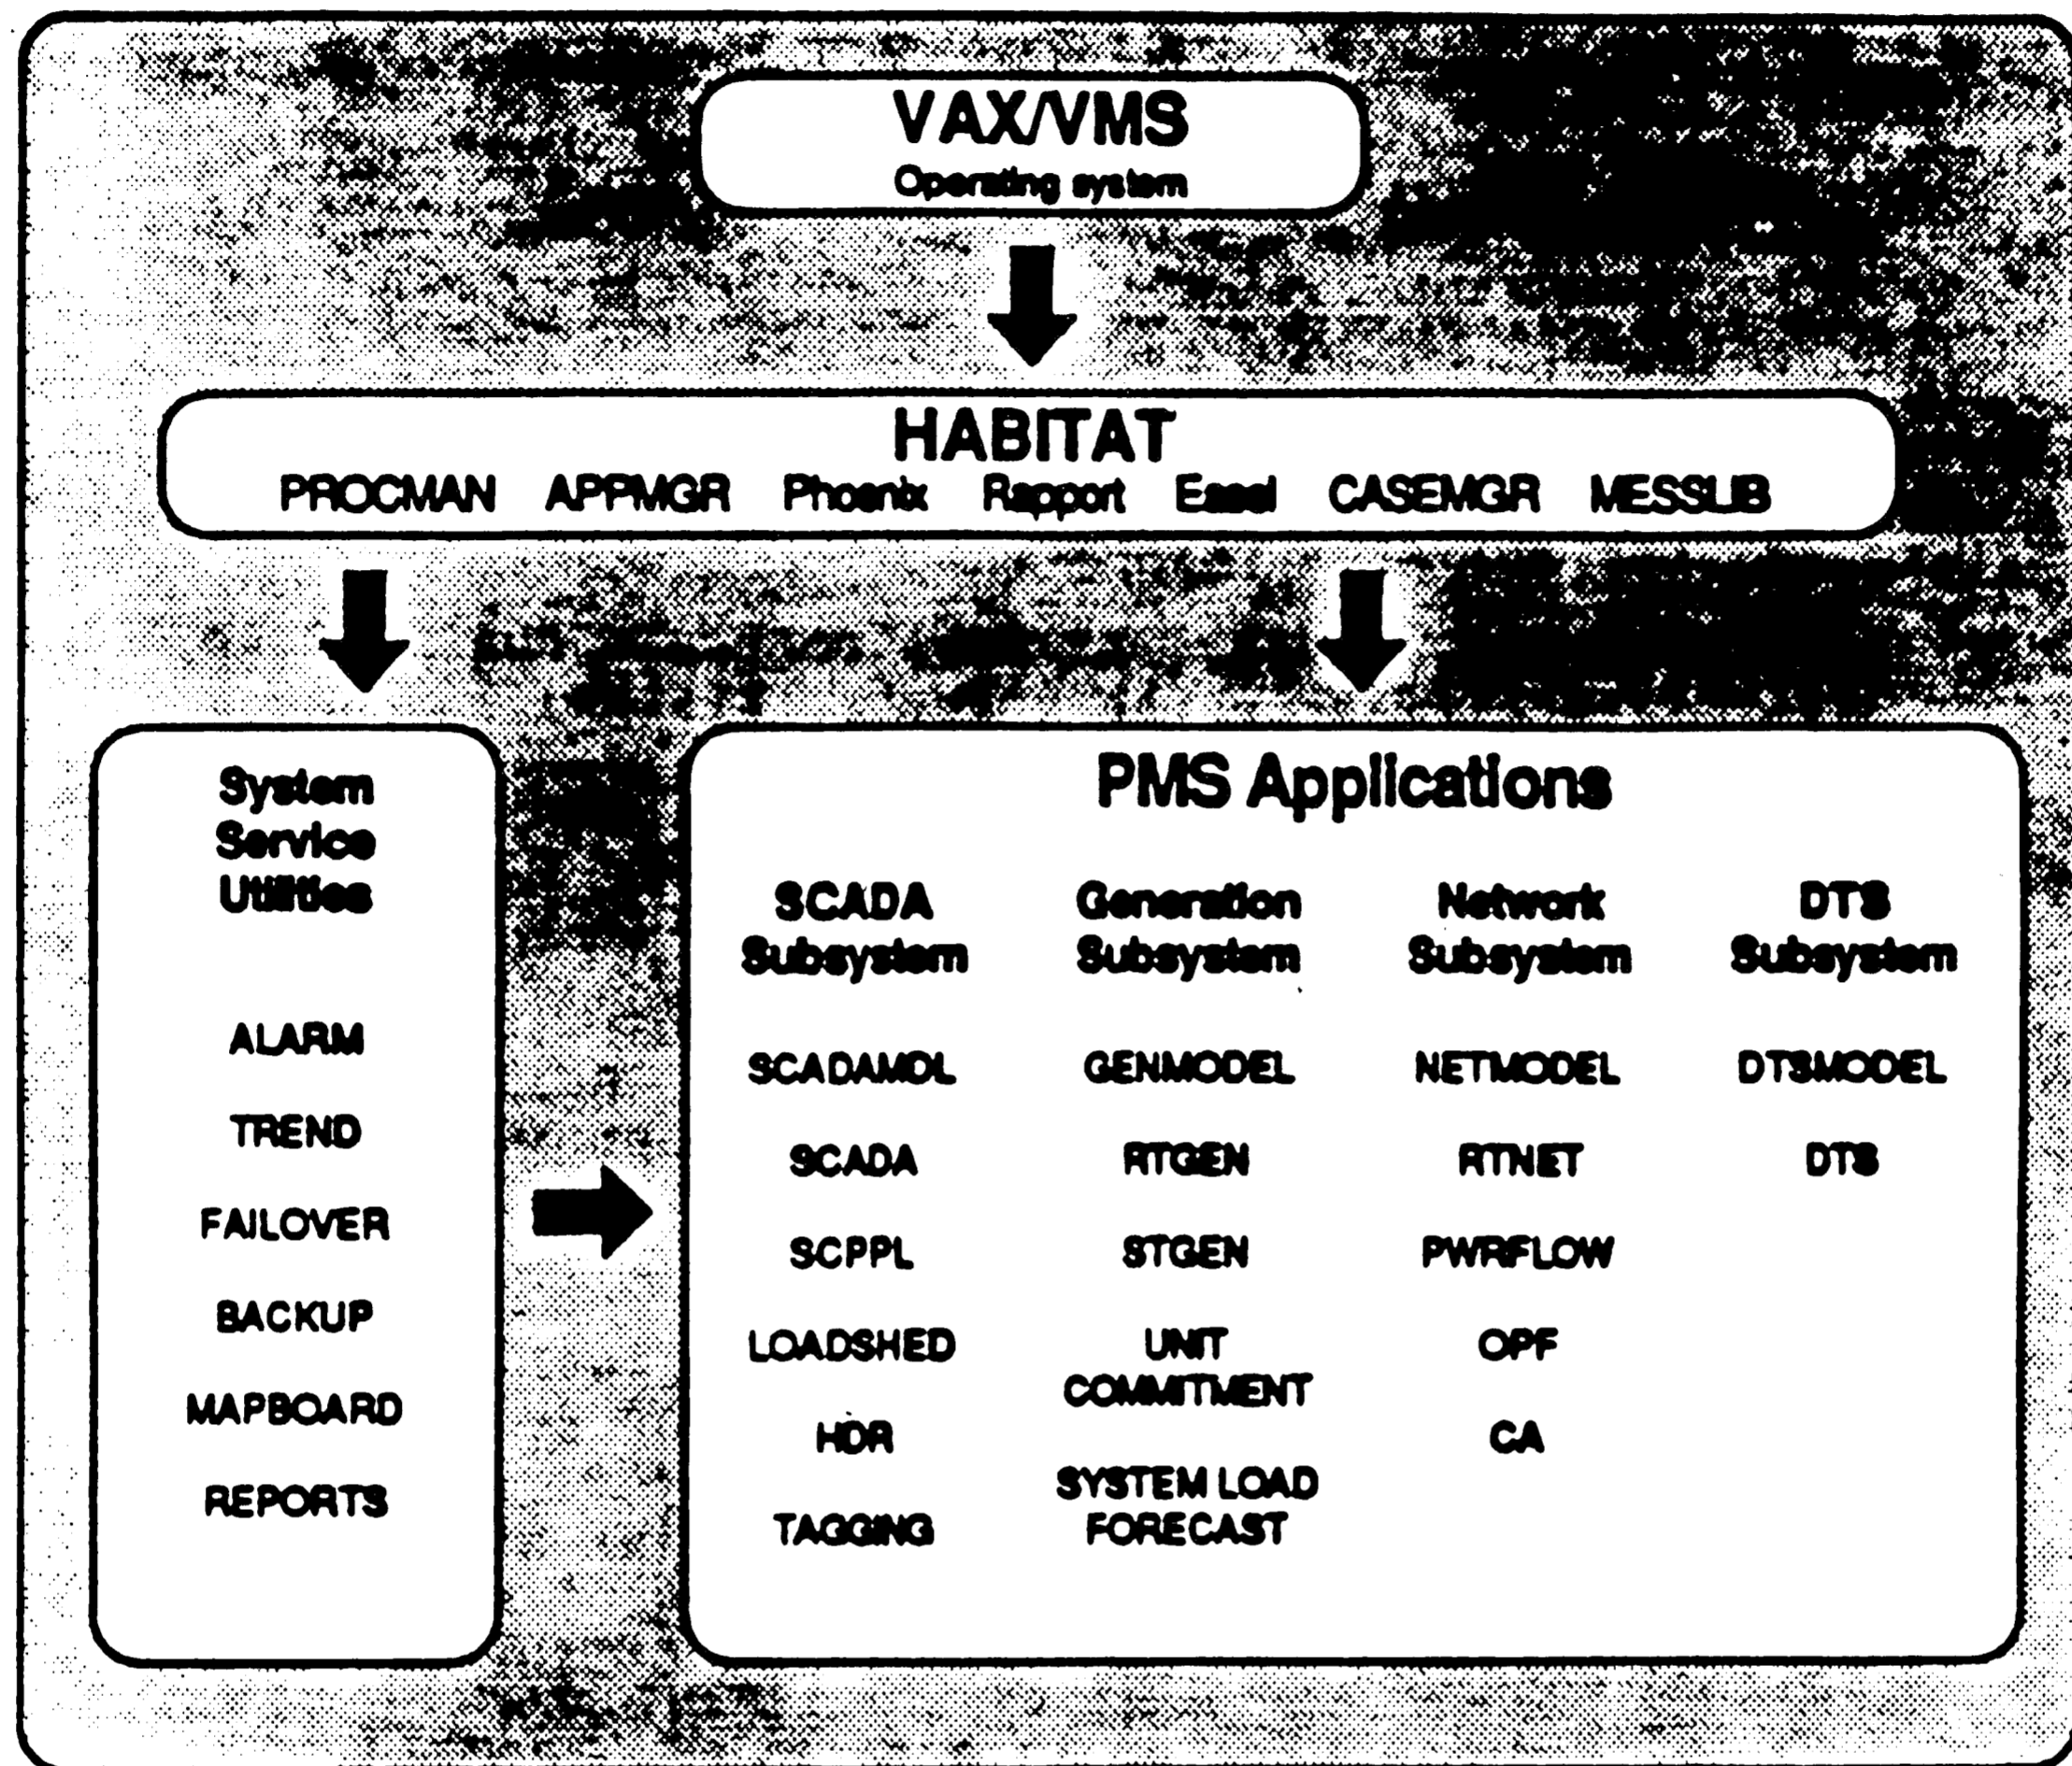 VAX/VMS
Operating system
HABITAT
PROCMAN APPMGR Phoenix Rapport Easel CASEMGR MESSLIB
System
Service
Utilities
ALARM
TREND
FAILOVER
BACKUP
MAPBOARD
REPORTS
PMS Applications
SCADA
Subsystem
SCADAMDL
SCADA
SCPPL
LOADSHED
HDR
TAGGING
Generation
Subsystem
GENMODEL
RTGEN
STGEN
UNIT
COMMITMENT
SYSTEM LOAD
FORECAST
Network
Subsystem
NETMODEL
RTNET
PWRFLOW
OPF
CA
DTS
Subsystem
DTSMODEL
DTS